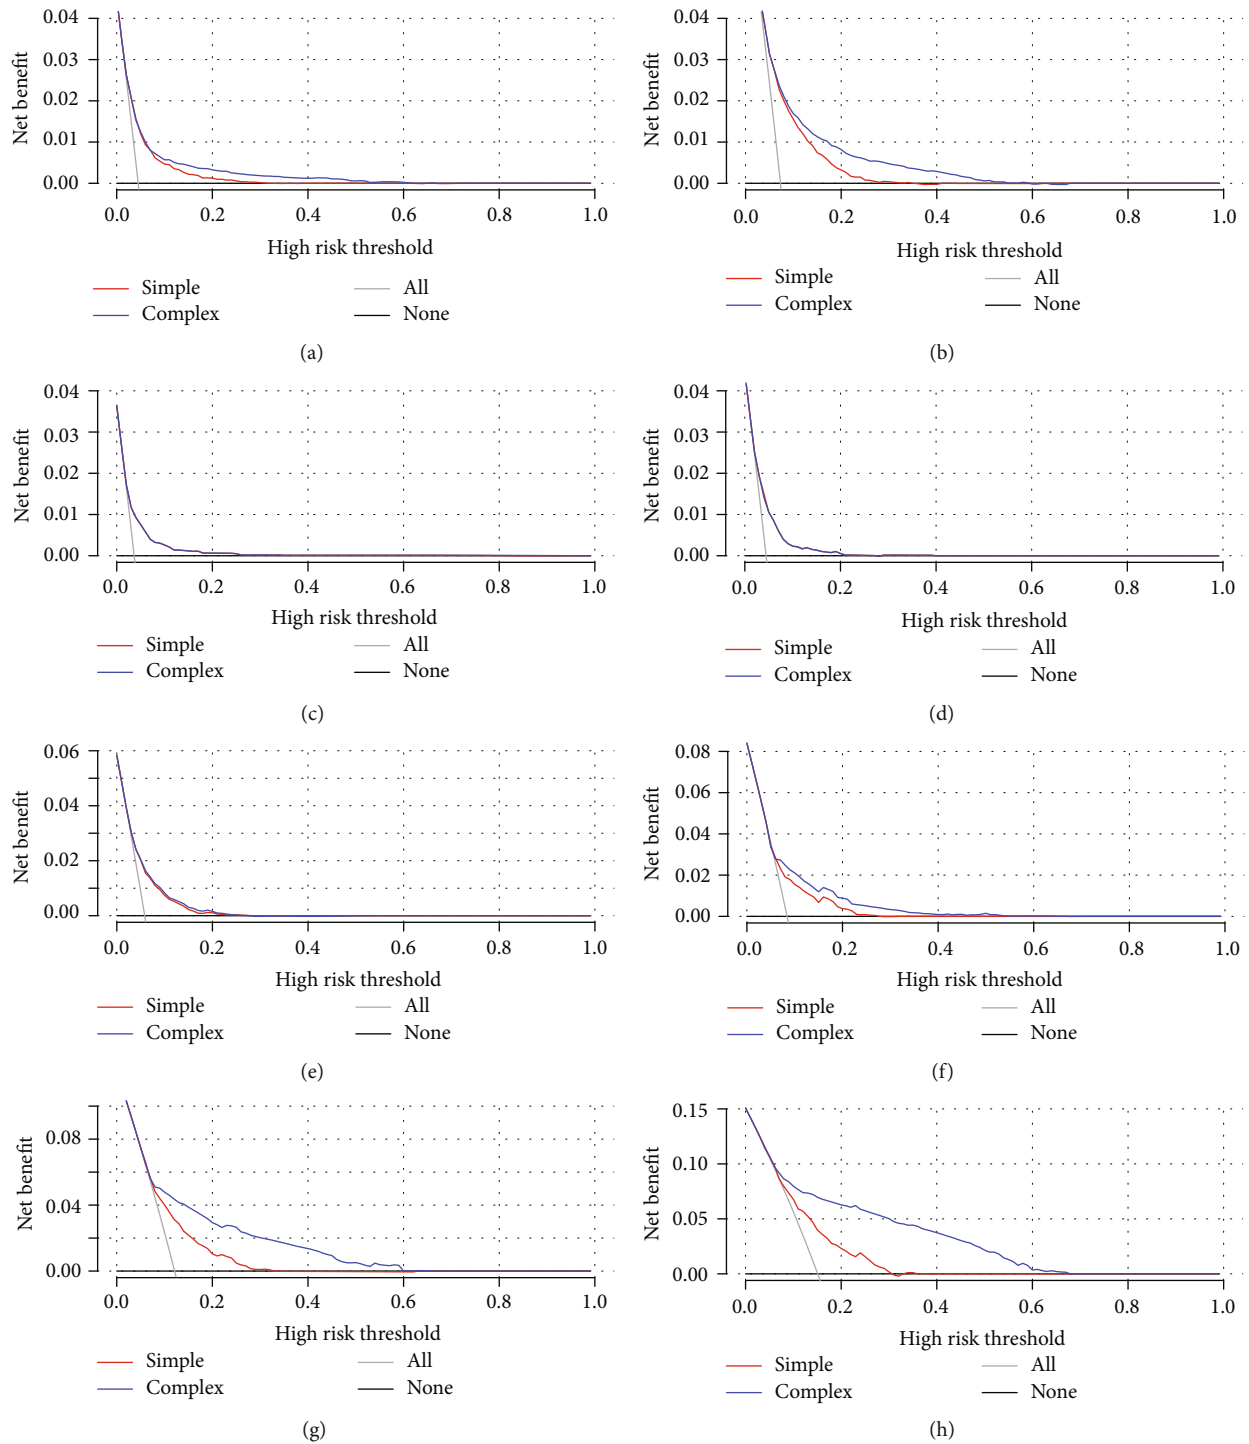 0.04
0.03
0.02
0.01
0.00
Net benefit
0.0 0.2 0.4 0.6 0.8 1.0
High risk threshold
Simple All
Complex None
(a)
0.04
0.03
0.02
0.01
0.00
Net benefit
0.0 0.2 0.4 0.6 0.8 1.0
High risk threshold
Simple All
Complex None
(b)
0.04
0.03
0.02
0.01
0.00
Net benefit
0.0 0.2 0.4 0.6 0.8 1.0
High risk threshold
Simple All
Complex None
(c)
0.04
0.03
0.02
0.01
0.00
Net benefit
0.0 0.2 0.4 0.6 0.8 1.0
High risk threshold
Simple All
Complex None
(d)
0.06
0.04
0.02
0.00
Net benefit
0.0 0.2 0.4 0.6 0.8 1.0
High risk threshold
Simple All
Complex None
(e)
0.08
0.06
0.04
0.02
0.00
Net benefit
0.0 0.2 0.4 0.6 0.8 1.0
High risk threshold
Simple All
Complex None
(f)
0.08
0.04
0.00
Net benefit
0.0 0.2 0.4 0.6 0.8 1.0
High risk threshold
Simple All
Complex None
(g)
0.15
0.10
0.05
0.00
Net benefit
0.0 0.2 0.4 0.6 0.8 1.0
High risk threshold
Simple All
Complex None
(h)